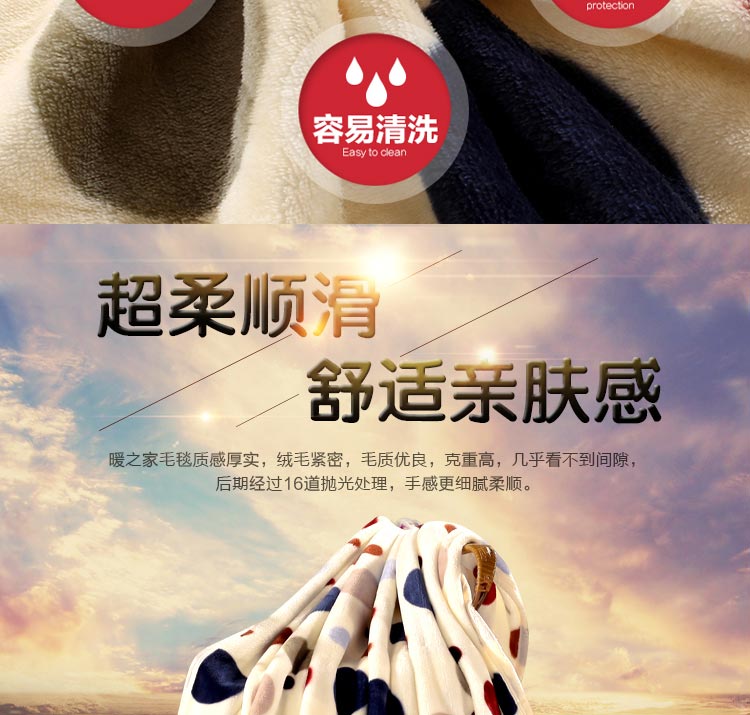 protection
容易清洗
Easy to clean
超柔顺滑
舒适亲肤感
暖之家毛毯质感厚实，绒毛紧密，毛质优良，克重高，几乎看不到间隙，
后期经过16道抛光处理，手感更细腻柔顺。